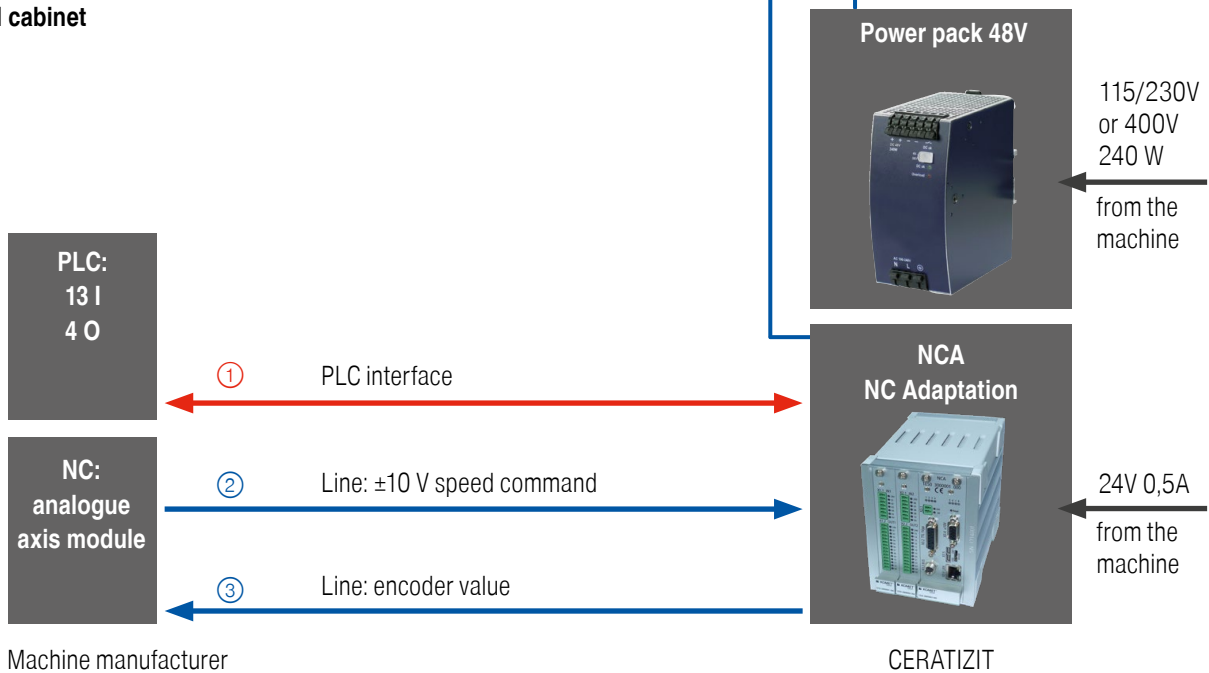 l cabinet
Power pack 48V
115/230V
or 400V
240 W
from the
machine
PLC:
13 I
4 O
NCA
NC Adaptation
① PLC interface
NC:
analogue
axis module
② Line: ±10 V speed command
24V 0,5A
from the
machine
③ Line: encoder value
Machine manufacturer
CERATIZIT